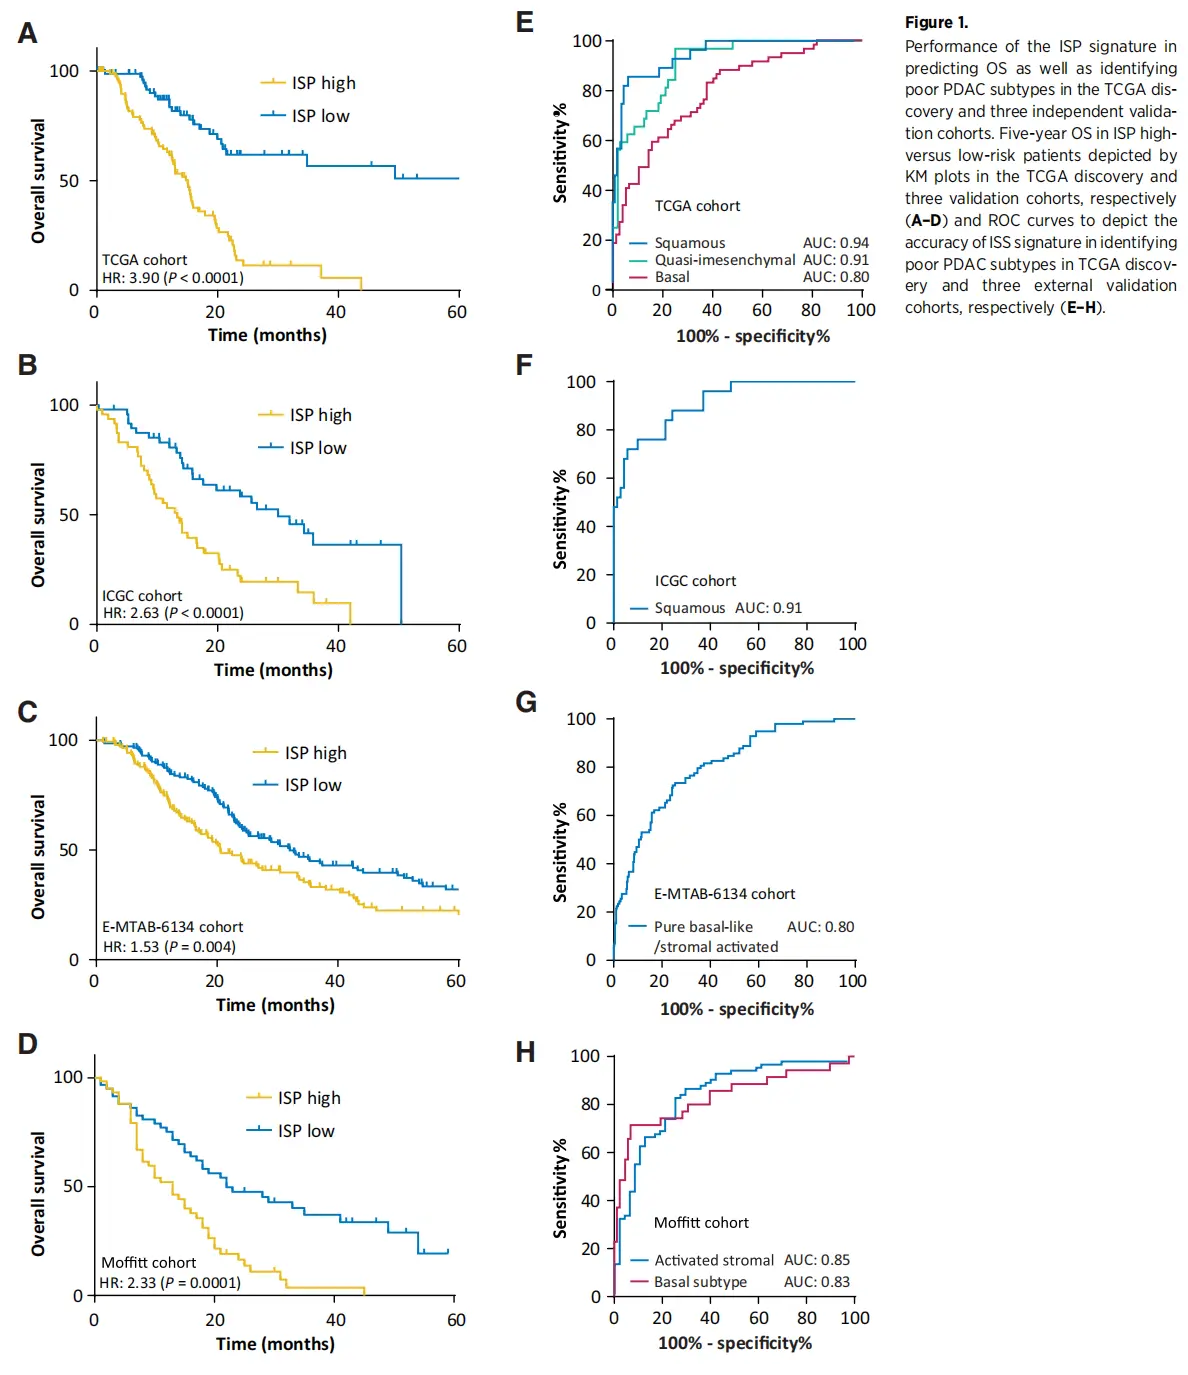 A
100
50
0
Overall survival
ISP high
ISP low
TCGA cohort
HR: 3.90 (P < 0.0001)
0 20 40 60
Time (months)
B
100
50
0
Overall survival
ISP high
ISP low
ICGC cohort
HR: 2.63 (P < 0.0001)
0 20 40 60
Time (months)
C
100
50
0
Overall survival
ISP high
ISP low
E-MTAB-6134 cohort
HR: 1.53 (P = 0.004)
0 20 40 60
Time (months)
D
100
50
0
Overall survival
ISP high
ISP low
Moffitt cohort
HR: 2.33 (P = 0.0001)
0 20 40 60
Time (months)
E
100
80
60
40
20
0
Sensitivity%
TCGA cohort
Squamous AUC: 0.94
Quasi-imesenchymal AUC: 0.91
Basal AUC: 0.80
0 20 40 60 80 100
100% - specificity%
F
100
80
60
40
20
0
Sensitivity%
ICGC cohort
Squamous AUC: 0.91
0 20 40 60 80 100
100% - specificity%
G
100
80
60
40
20
0
Sensitivity%
E-MTAB-6134 cohort
Pure basal-like AUC: 0.80
/stromal activated
0 20 40 60 80 100
100% - specificity%
H
100
80
60
40
20
0
Sensitivity%
Moffitt cohort
Activated stromal AUC: 0.85
Basal subtype AUC: 0.83
0 20 40 60 80 100
100% - specificity%
Figure 1.
Performance of the ISP signature in
predicting OS as well as identifying
poor PDAC subtypes in the TCGA dis-
covery and three independent valida-
tion cohorts. Five-year OS in ISP high-
versus low-risk patients depicted by
KM plots in the TCGA discovery and
three validation cohorts, respectively
(A–D) and ROC curves to depict the
accuracy of ISS signature in identifying
poor PDAC subtypes in TCGA discov-
ery and three external validation
cohorts, respectively (E–H).